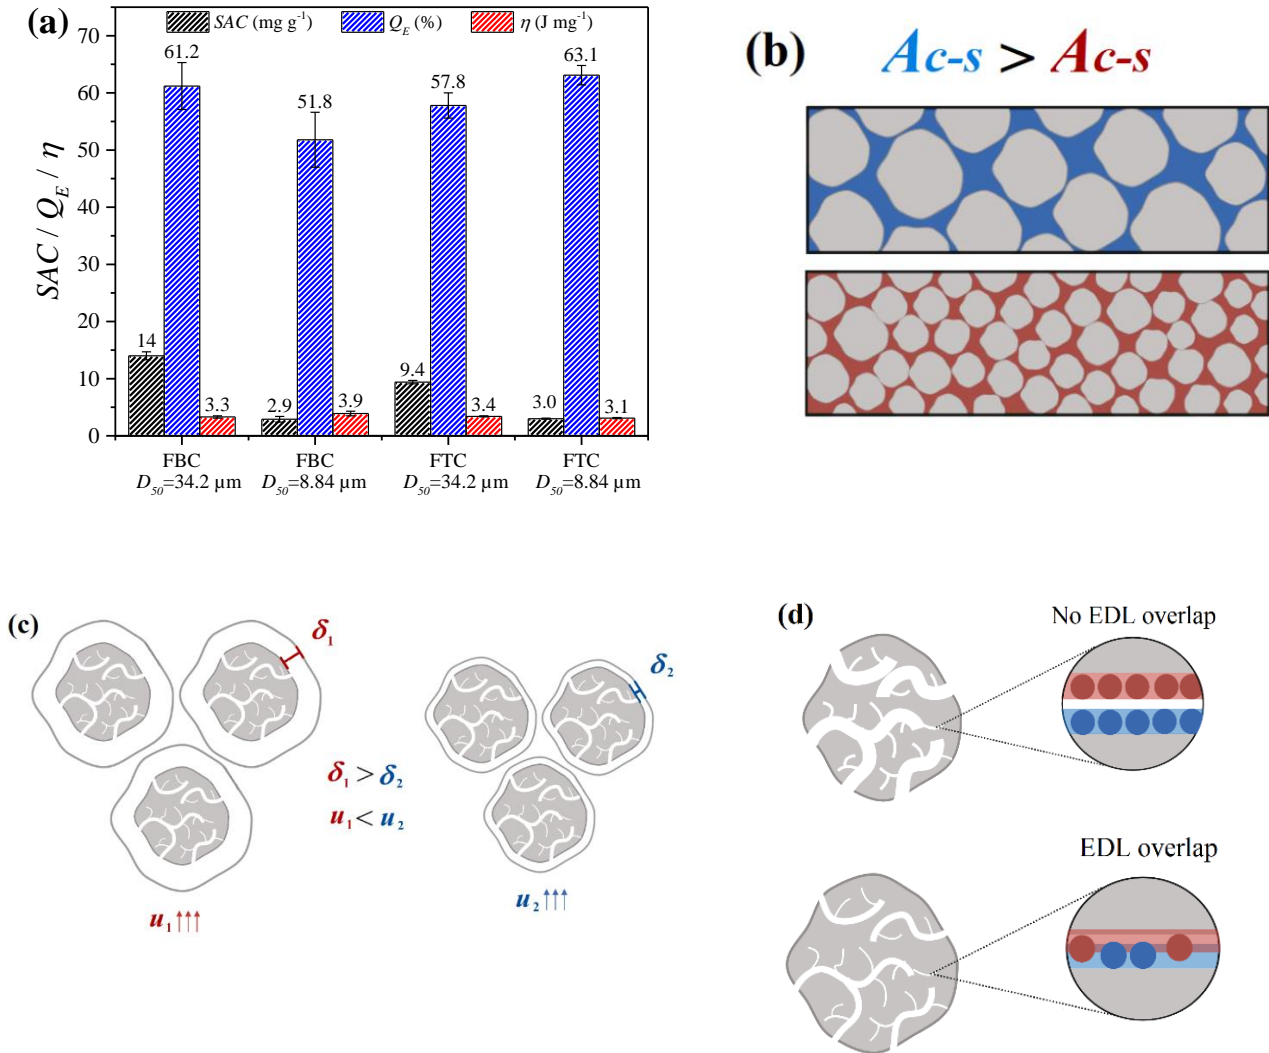 (a)
SAC (mg g⁻¹) Q_E (%) η (J mg⁻¹)
SAC / Q_E / η
70
60
50
40
30
20
10
0
14
61.2
3.3
2.9
51.8
3.9
9.4
57.8
3.4
3.0
63.1
3.1
FBC FBC FTC FTC
D₅₀=34.2 µm D₅₀=8.84 µm D₅₀=34.2 µm D₅₀=8.84 µm
(b)
Ac-s > Ac-s
(c)
δ₁
δ₂
δ₁ > δ₂
u₁ < u₂
u₁ ↑↑↑
u₂ ↑↑↑
(d)
No EDL overlap
EDL overlap